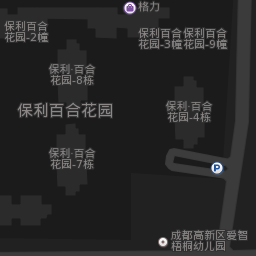 格力
保利百合
花园-2幢
保利百合
花园-3幢
保利百合
花园-9幢
保利·百合
花园-8栋
保利百合花园
保利·百合
花园-4栋
保利·百合
花园-7栋
P
成都高新区爱智
梧桐幼儿园